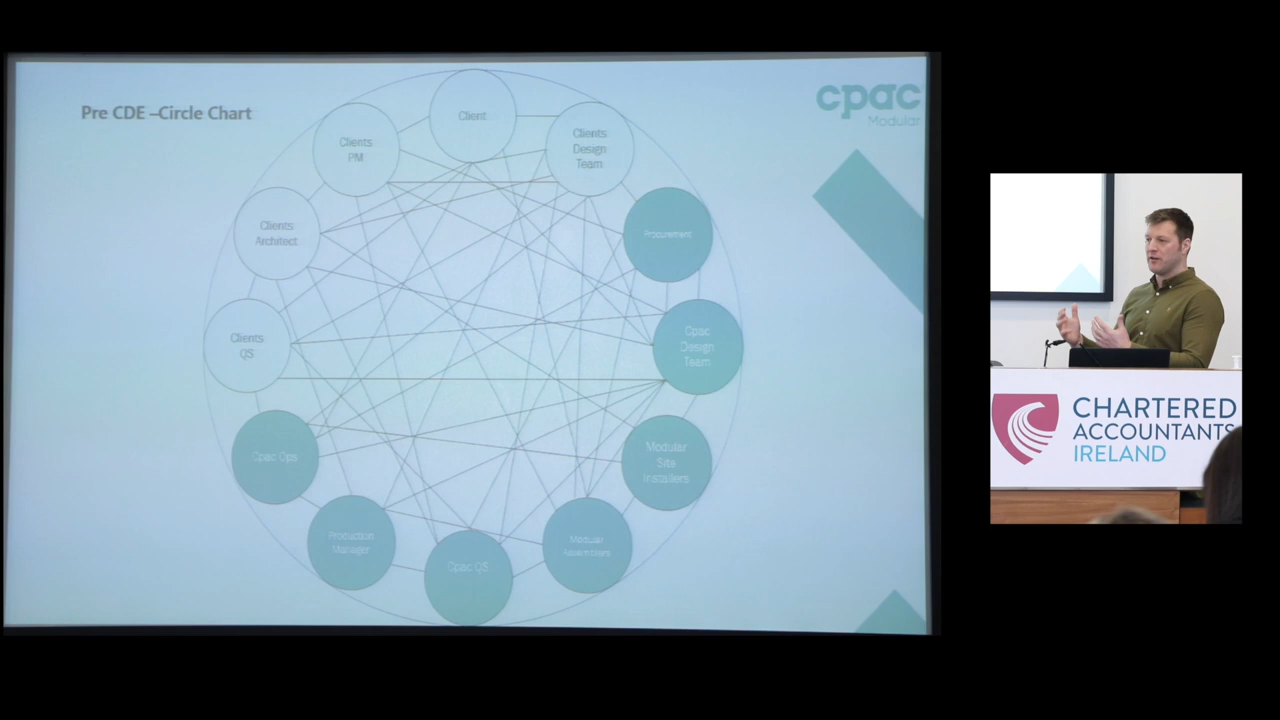 Pre CDE –Circle Chart
cpac
Modular
Client
Clients
PM
Clients
Design
Team
Clients
Architect
Procurement
Clients
QS
Cpac
Design
Team
Cpac Ops
Modular
Site
Installers
Production
Manager
Cpac QS
Modular
Assemblers
CHARTERED
ACCOUNTANTS
IRELAND